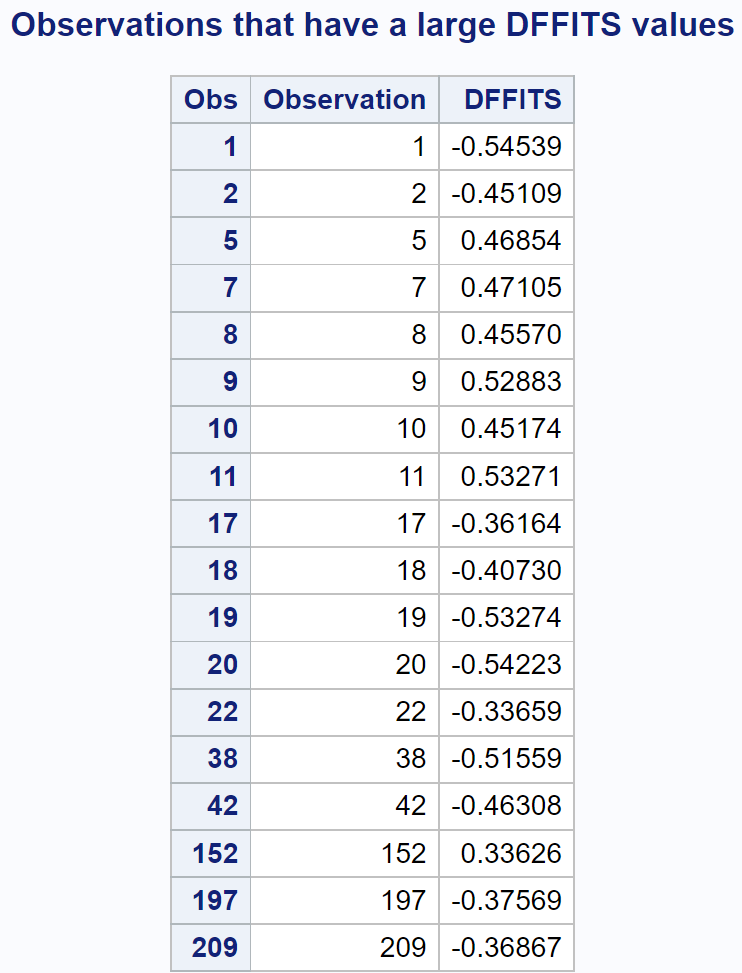 Observations that have a large DFFITS values
Obs Observation DFFITS
1 1 -0.54539
2 2 -0.45109
5 5 0.46854
7 7 0.47105
8 8 0.45570
9 9 0.52883
10 10 0.45174
11 11 0.53271
17 17 -0.36164
18 18 -0.40730
19 19 -0.53274
20 20 -0.54223
22 22 -0.33659
38 38 -0.51559
42 42 -0.46308
152 152 0.33626
197 197 -0.37569
209 209 -0.36867